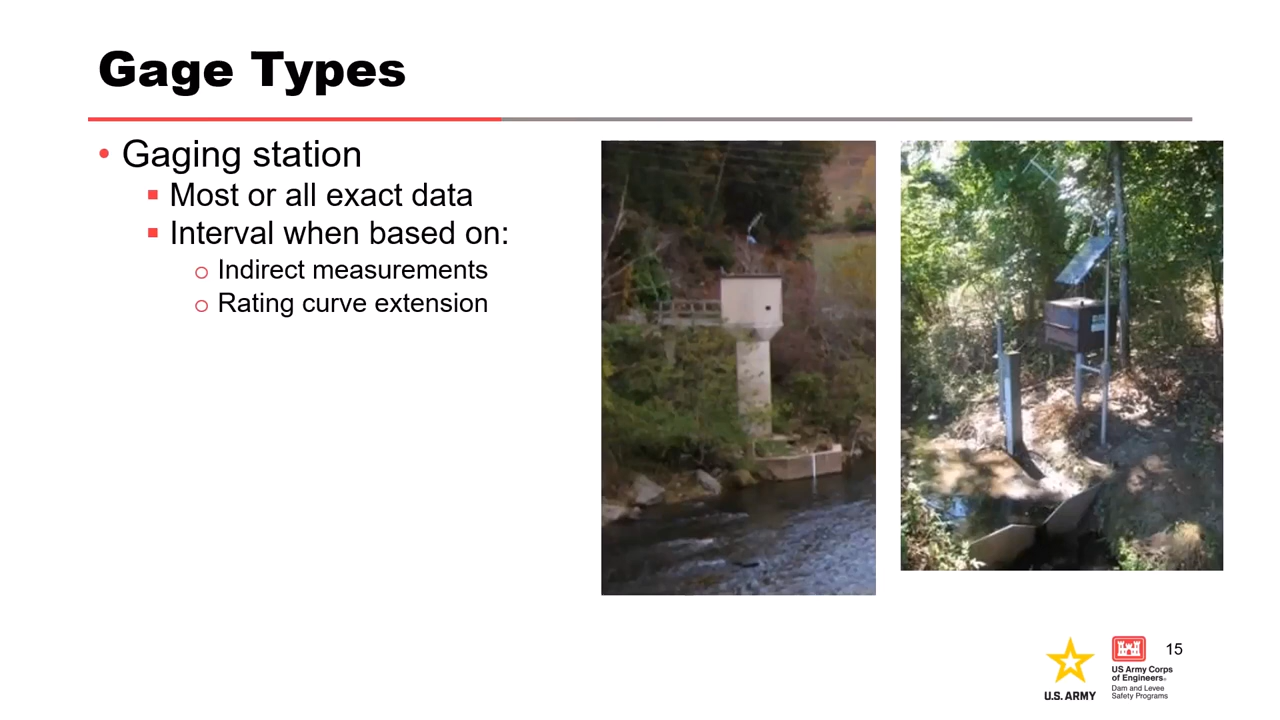 Gage Types
• Gaging station
▪ Most or all exact data
▪ Interval when based on:
o Indirect measurements
o Rating curve extension
U.S. ARMY
US Army Corps
of Engineers®
Dam and Levee
Safety Programs
15